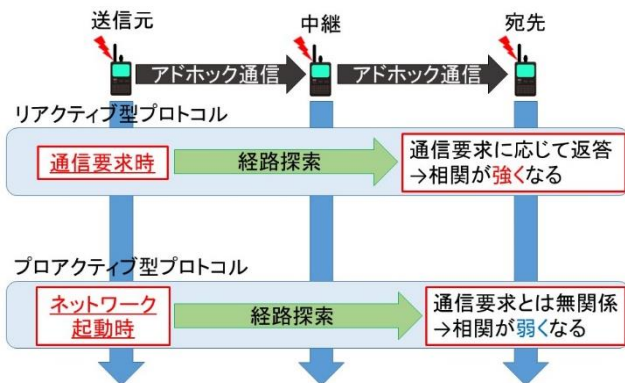 送信元
中継
宛先
アドホック通信
アドホック通信
リアクティブ型プロトコル
通信要求時
経路探索
通信要求に応じて返答
→相関が強くなる
プロアクティブ型プロトコル
ネットワーク
起動時
経路探索
通信要求とは無関係
→相関が弱くなる